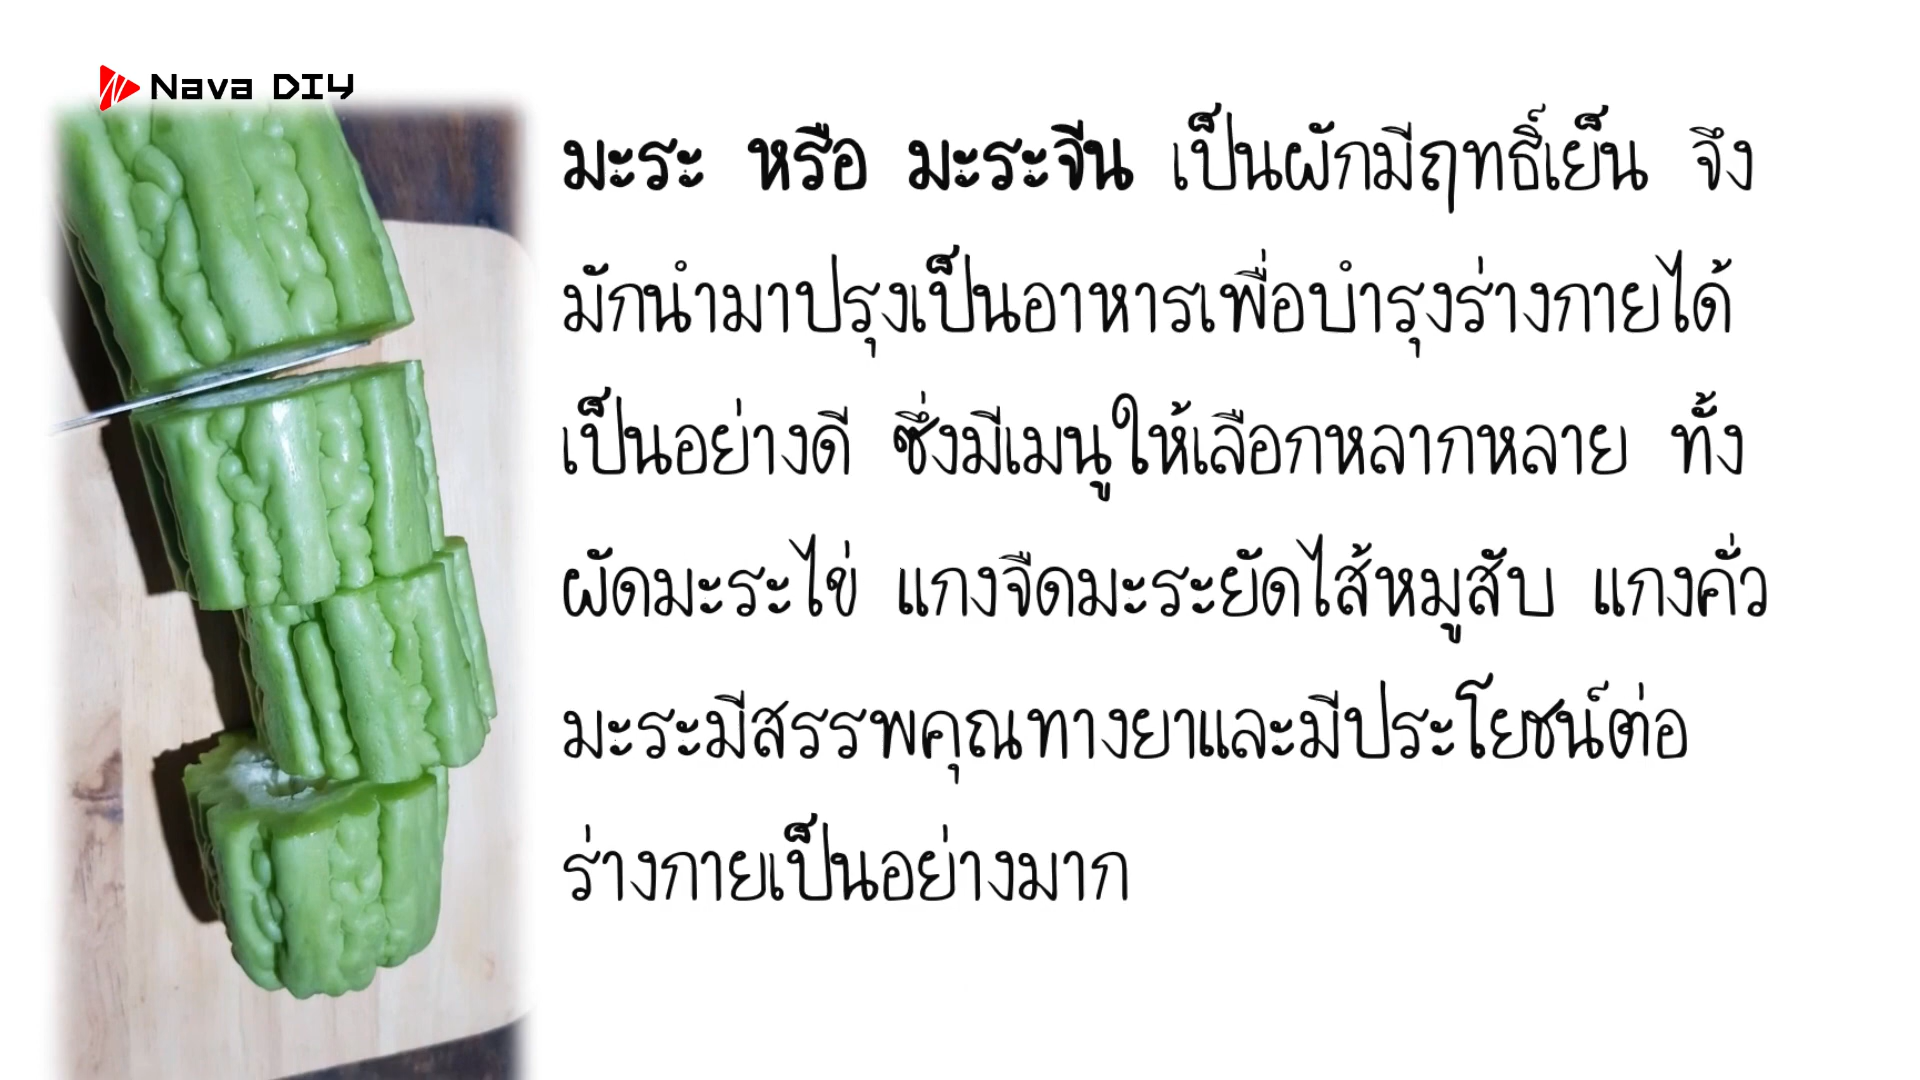 Nava DIY
มะระ หรือ มะระจีน เป็นผักมีฤทธิ์เย็น จึง
มักนำมาปรุงเป็นอาหารเพื่อบำรุงร่างกายได้
เป็นอย่างดี ซึ่งมีเมนูให้เลือกหลากหลาย ทั้ง
ผัดมะระไข่ แกงจืดมะระยัดไส้หมูสับ แกงคั่ว
มะระมีสรรพคุณทางยาและมีประโยชน์ต่อ
ร่างกายเป็นอย่างมาก